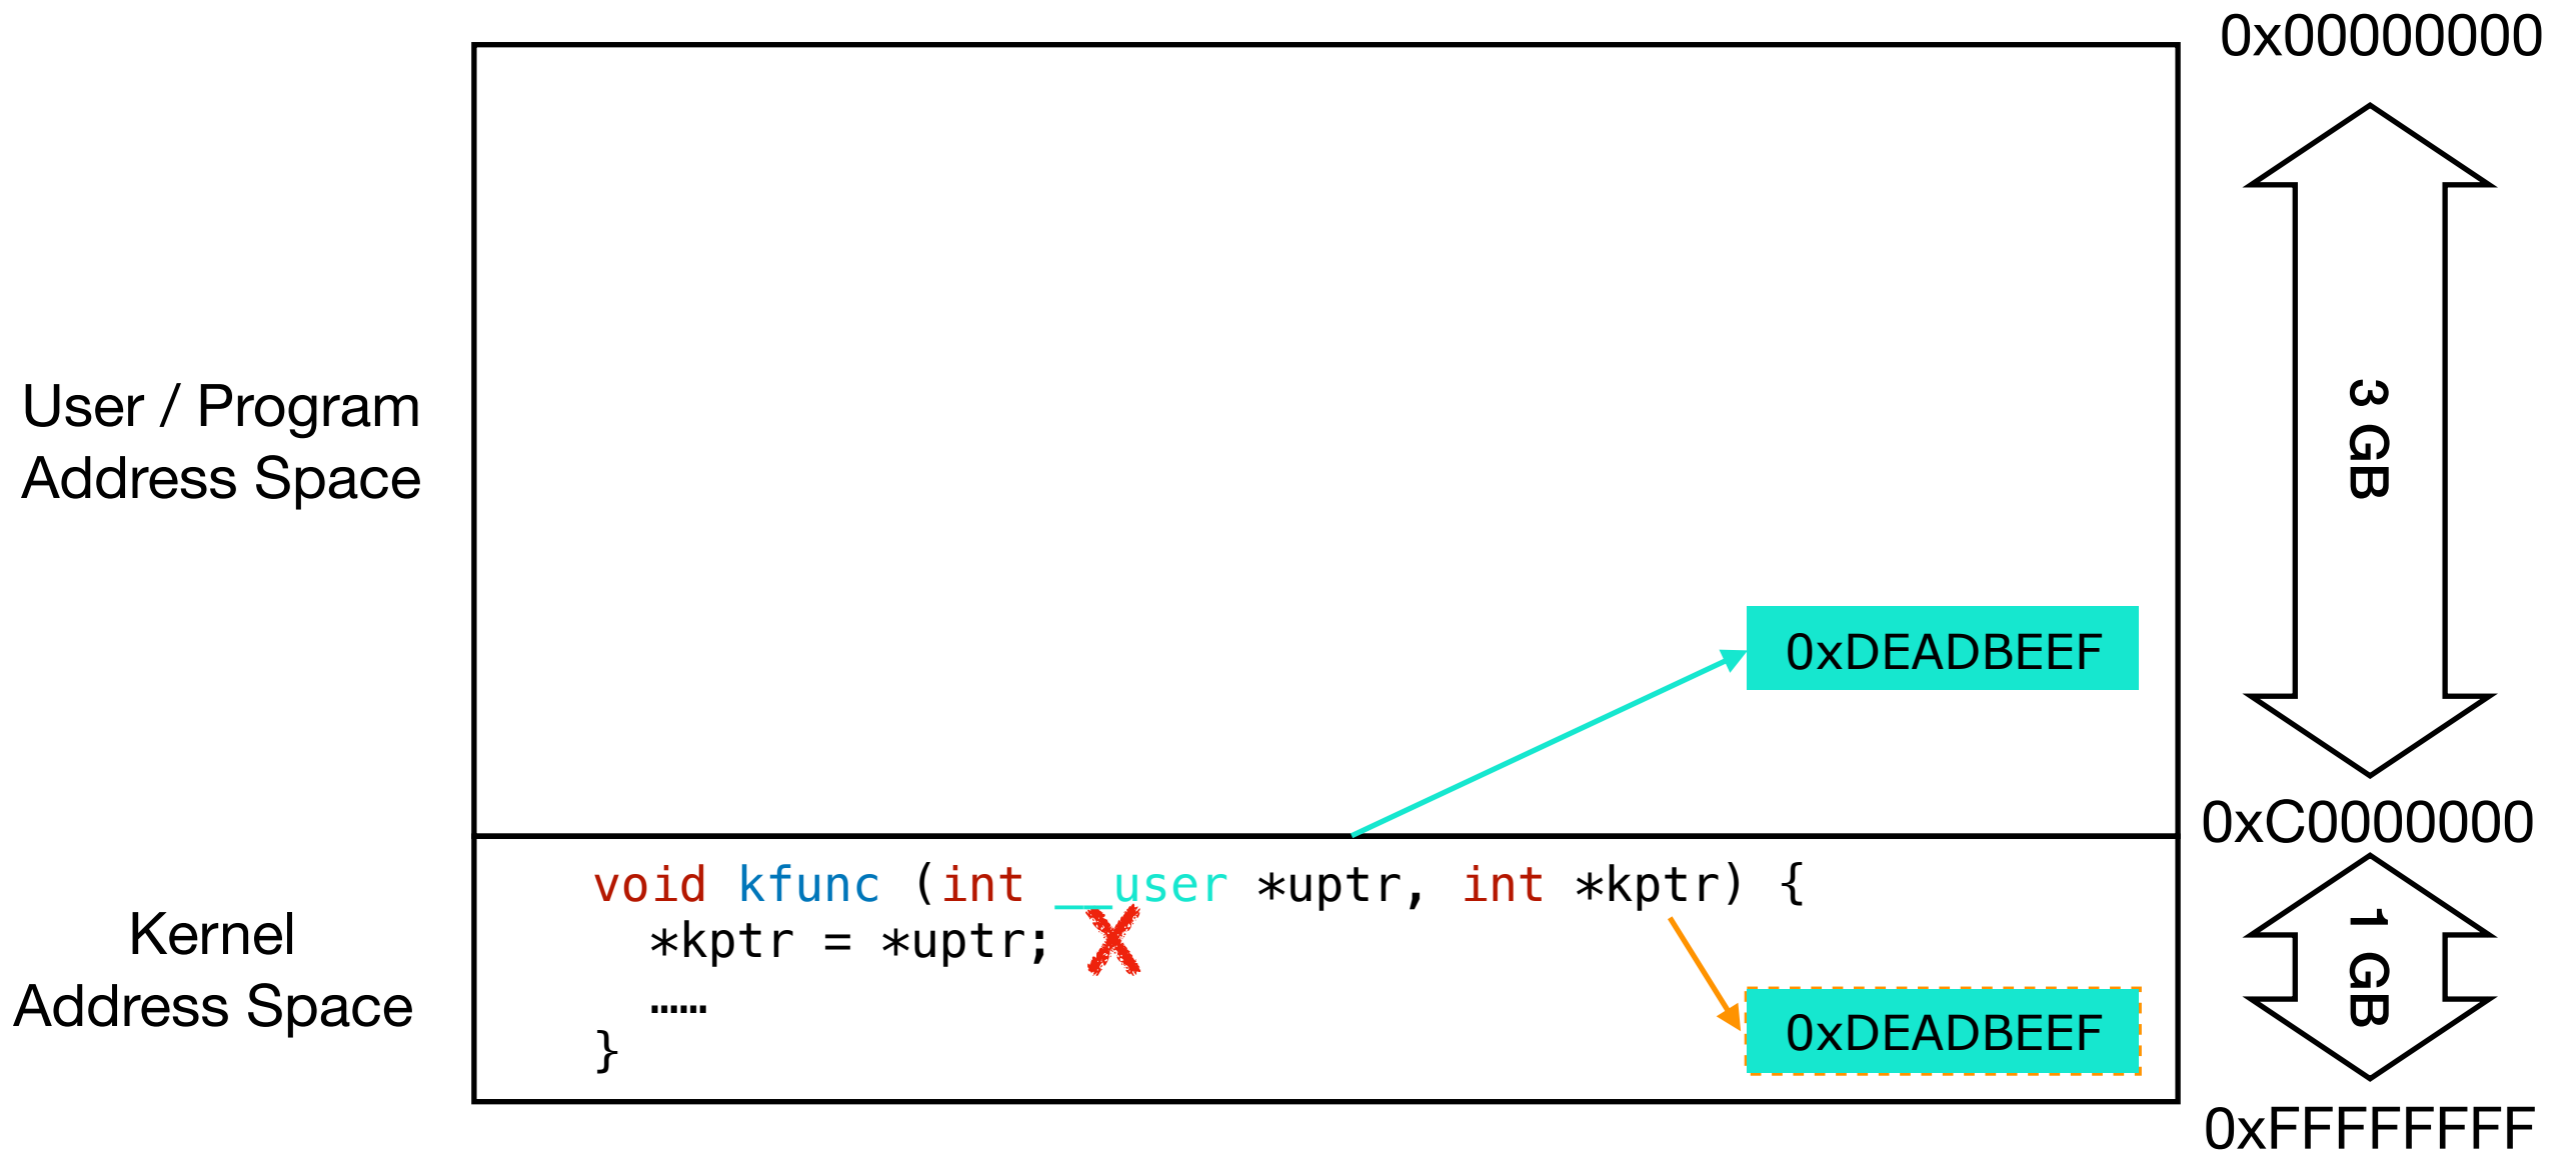 0x00000000
User / Program
Address Space
3 GB
0xDEADBEEF
0xC0000000
void kfunc (int __user *uptr, int *kptr) {
*kptr = *uptr;
……
}
Kernel
Address Space
0xDEADBEEF
1 GB
0xFFFFFFFF